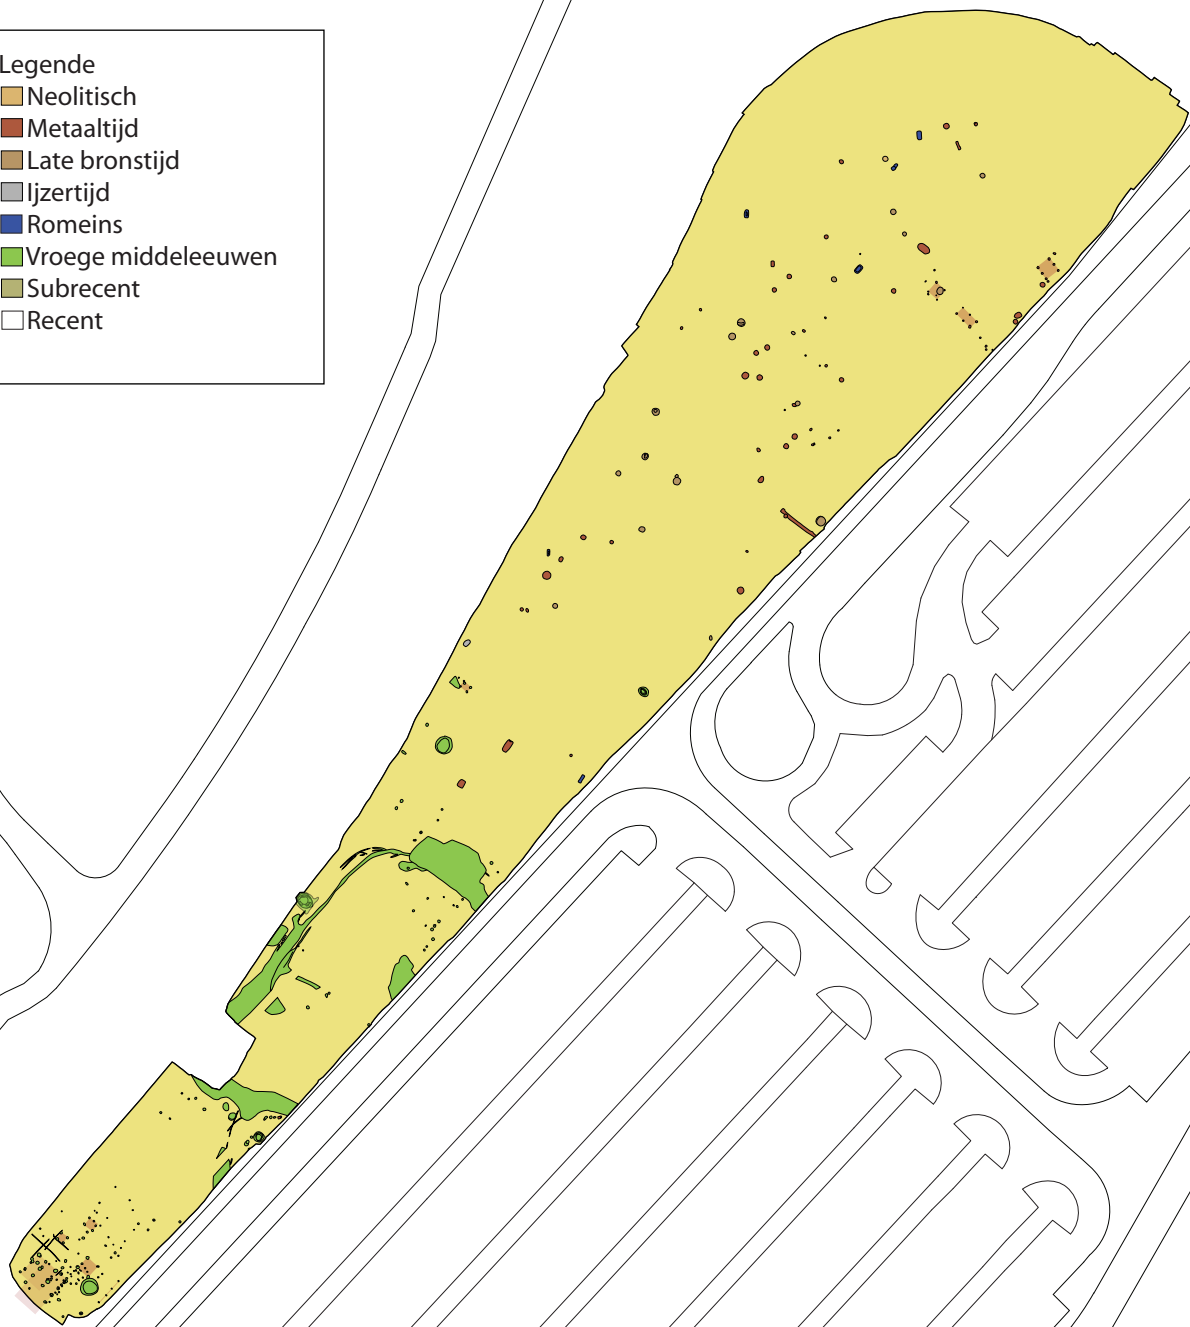 Legende
Neolitisch
Metaaltijd
Late bronstijd
Ijzertijd
Romeins
Vroege middeleeuwen
Subrecent
Recent